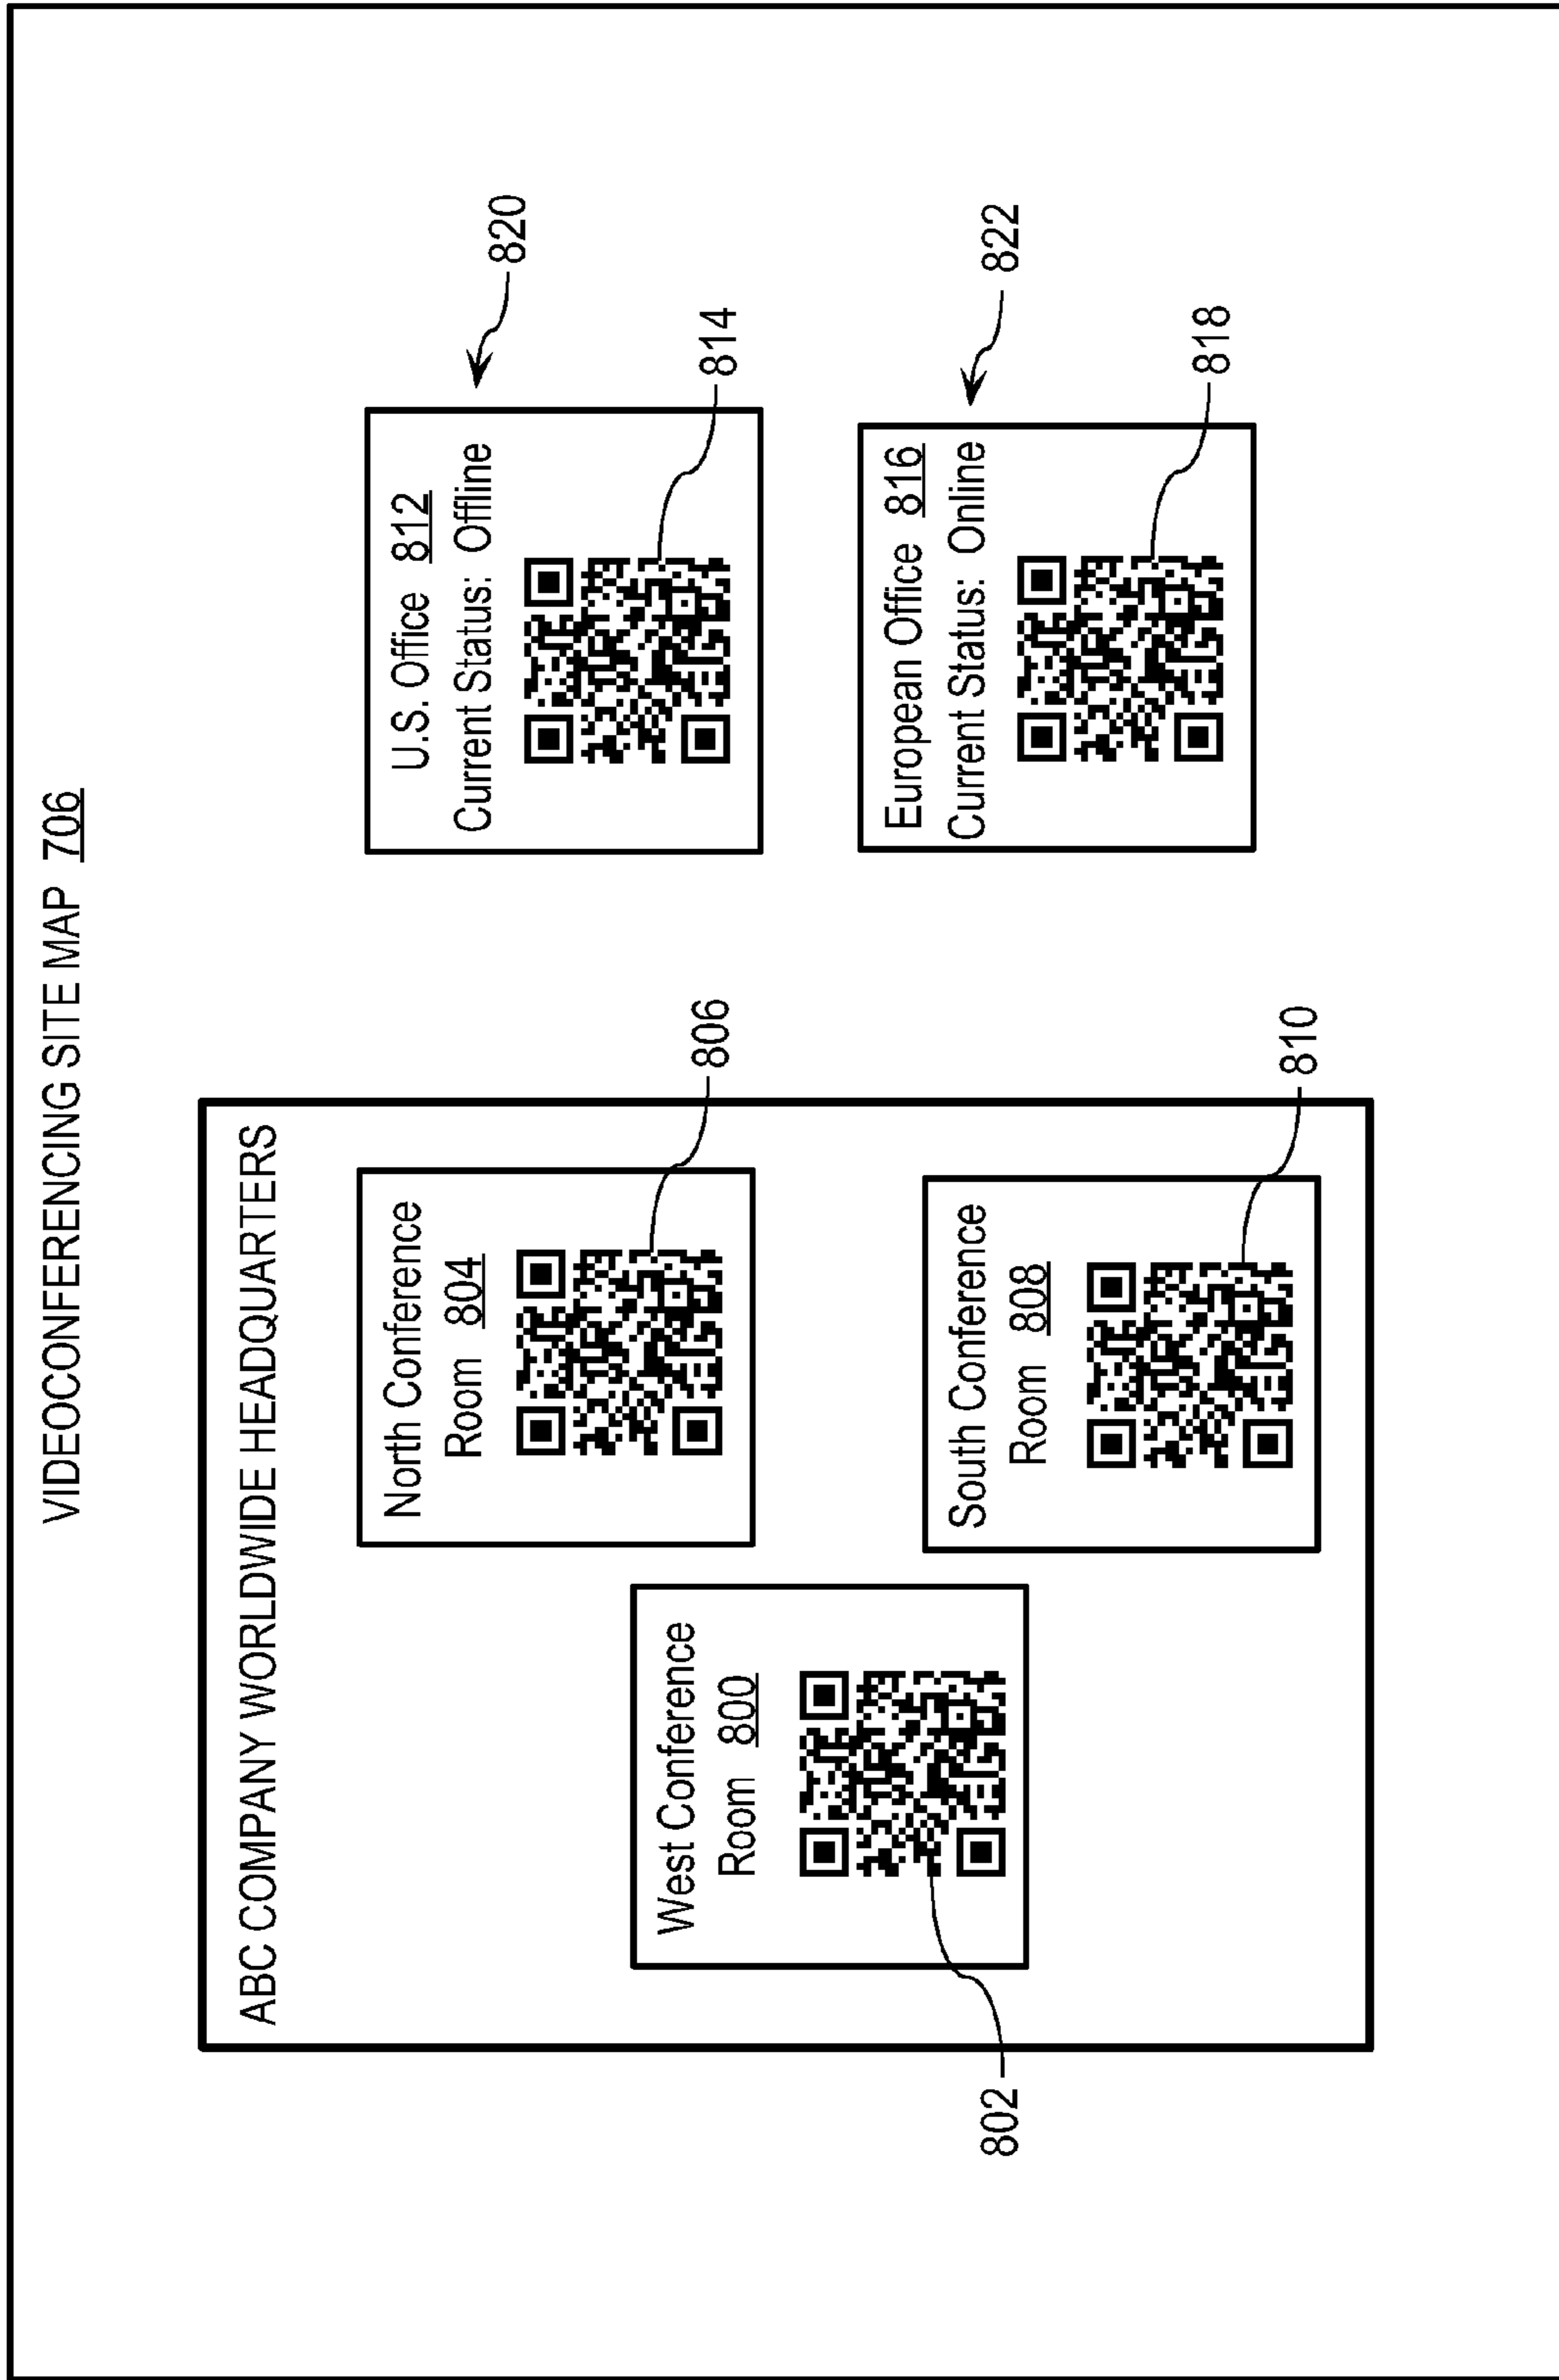 VIDEOCONFERENCING SITE MAP 706
ABC COMPANY WORLDWIDE HEADQUARTERS
West Conference
Room 800
802
North Conference
Room 804
806
South Conference
Room 808
810
U.S. Office 812
Current Status: Offline
814
820
European Office 816
Current Status: Online
818
822